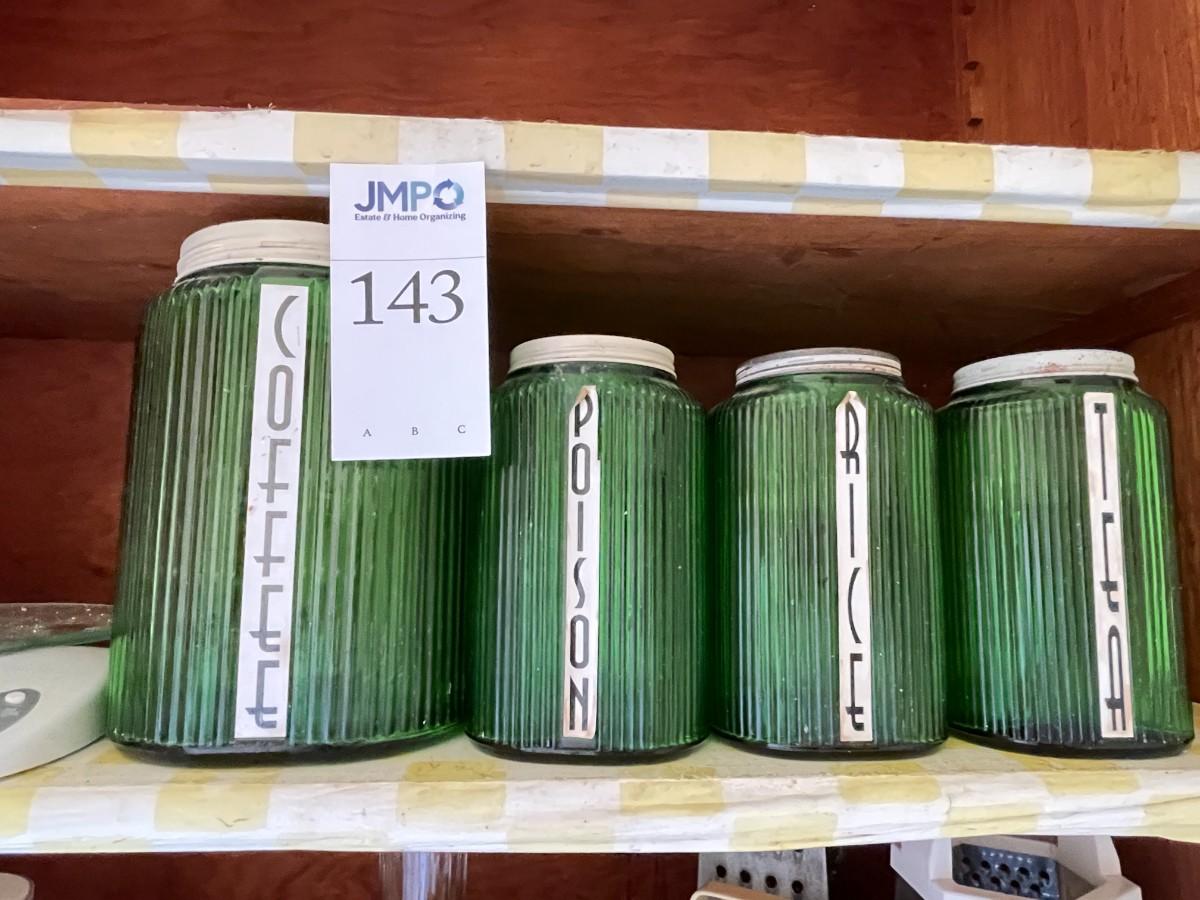 JMPO
Estate & Home Organizing
143
A B C
COFFEE
POISON
RICE
TEA